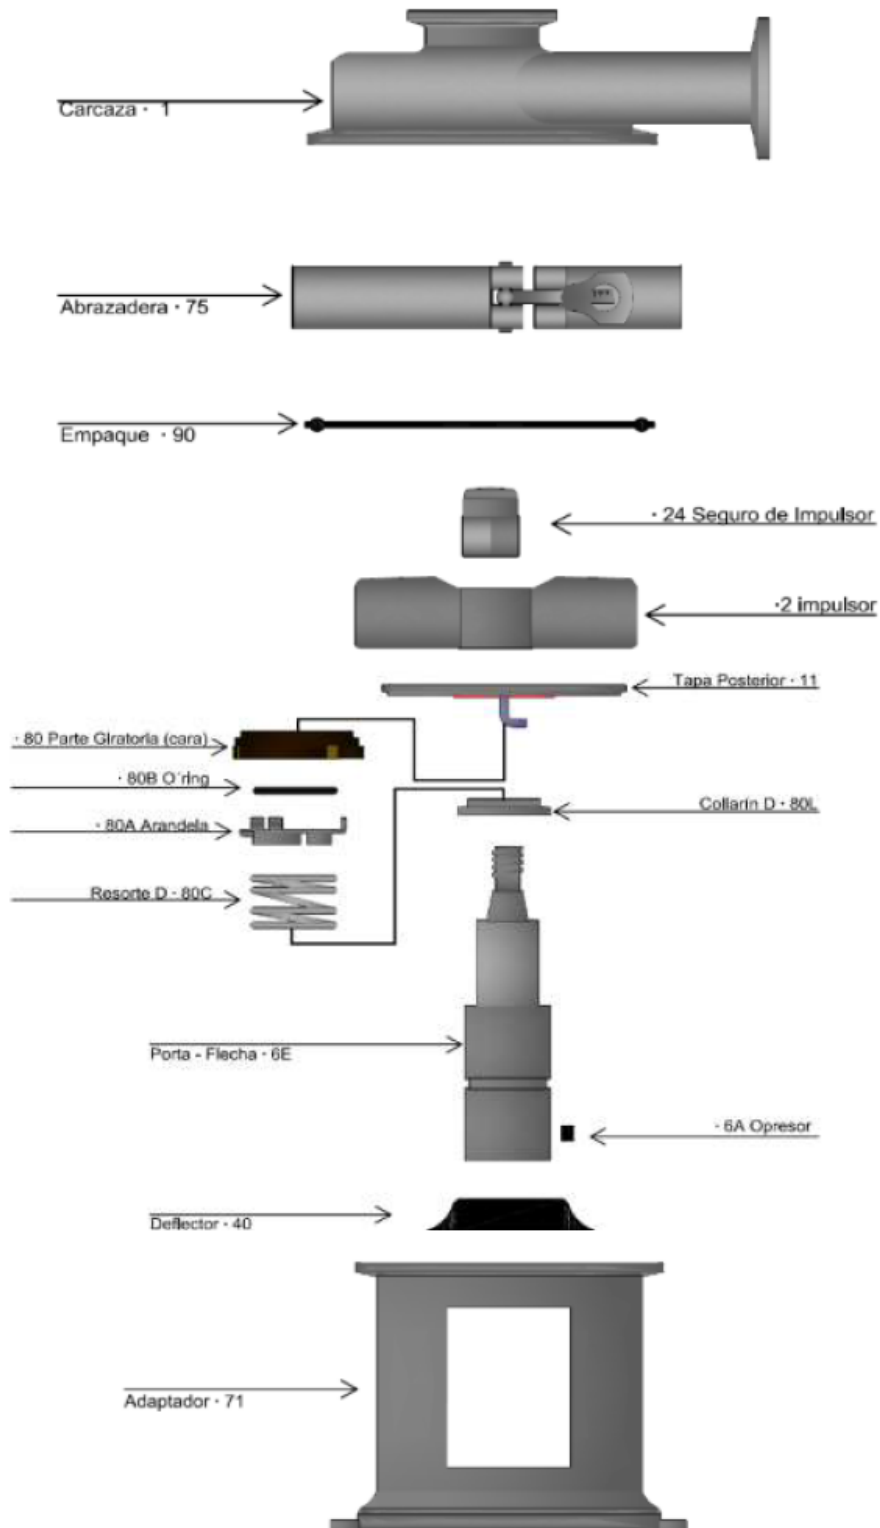 Carcaza · 1
Abrazadera · 75
Empaque · 90
· 24 Seguro de Impulsor
·2 impulsor
Tapa Posterior · 11
· 80 Parte Giratoria (cara)
· 80B O´ring
Collarín D · 80L
· 80A Arandela
Resorte D · 80C
Porta - Flecha · 6E
· 6A Opresor
Deflector · 40
Adaptador · 71